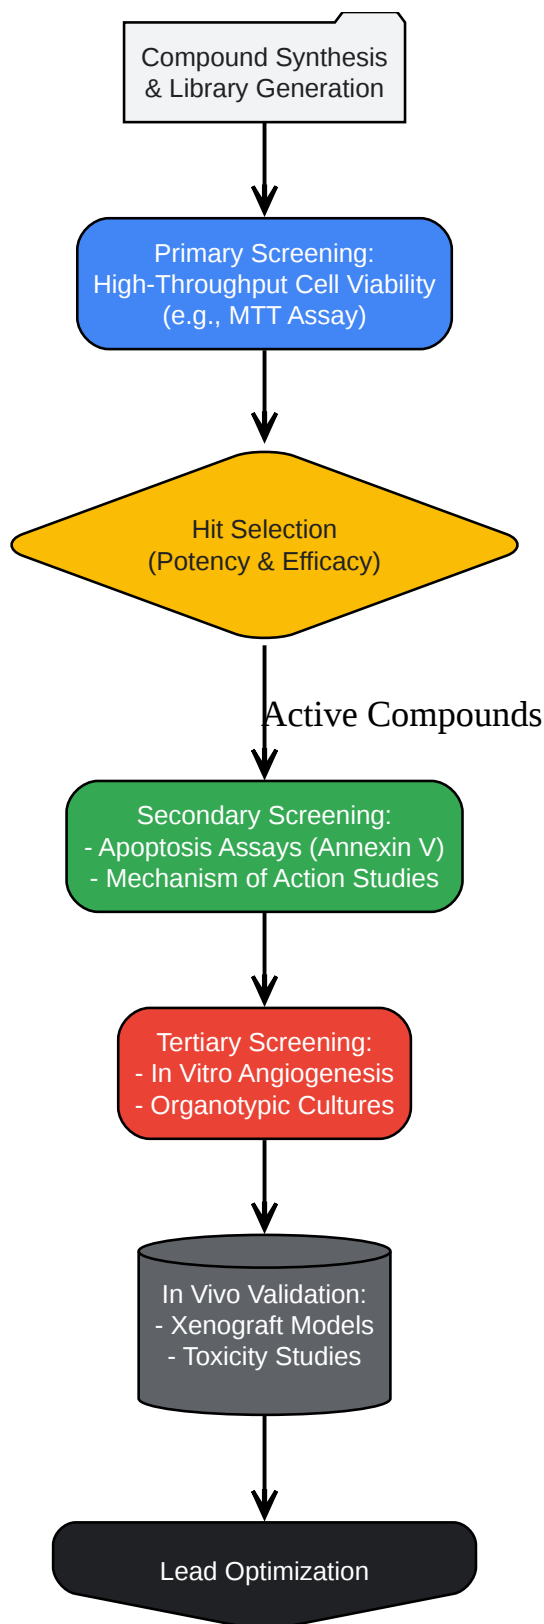 Compound Synthesis
& Library Generation
Primary Screening:
High-Throughput Cell Viability
(e.g., MTT Assay)
Hit Selection
(Potency & Efficacy)
Active Compounds
Secondary Screening:
- Apoptosis Assays (Annexin V)
- Mechanism of Action Studies
Tertiary Screening:
- In Vitro Angiogenesis
- Organotypic Cultures
In Vivo Validation:
- Xenograft Models
- Toxicity Studies
Lead Optimization